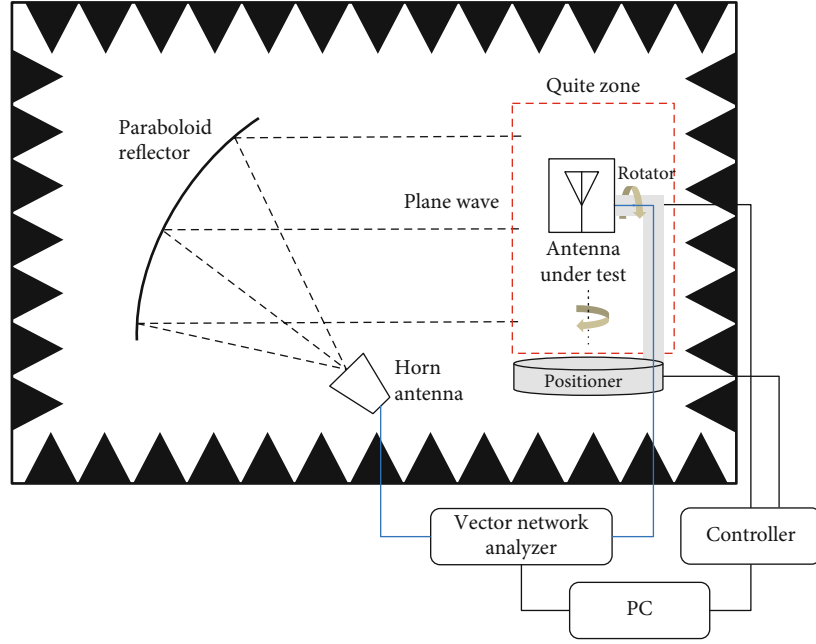 Quite zone
Paraboloid
reflector
Rotator
Plane wave
Antenna
under test
Horn
antenna
Positioner
Vector network
analyzer
Controller
PC